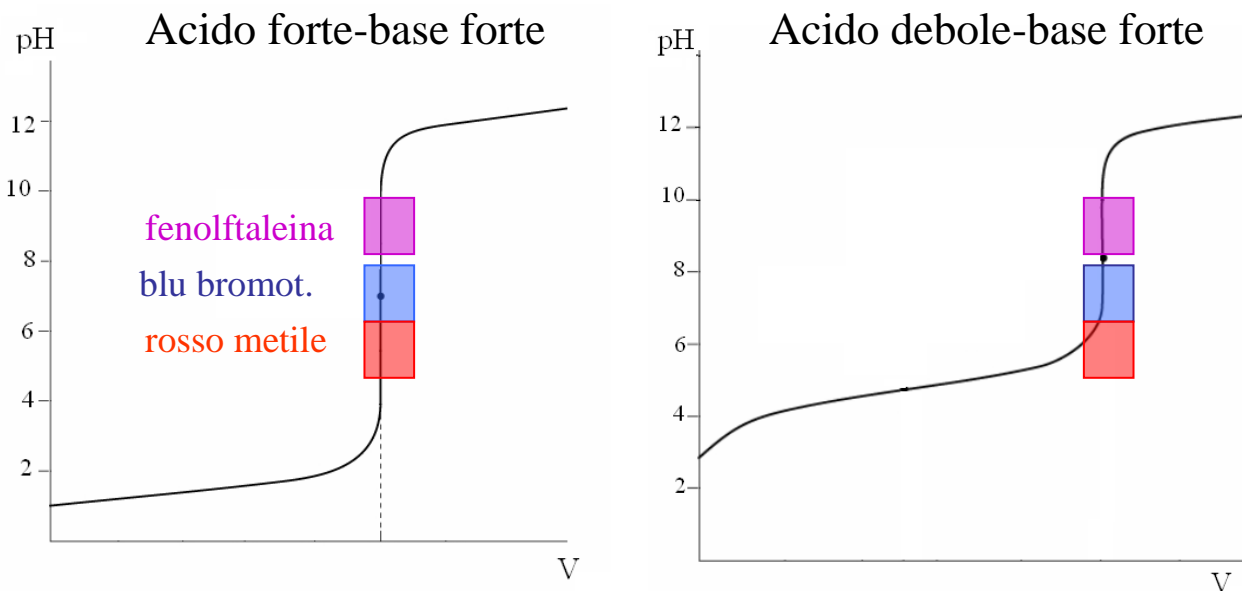 Acido forte-base forte
pH
12
10
8
6
4
2
fenolftaleina
blu bromot.
rosso metile
V
Acido debole-base forte
pH
12
10
8
6
4
2
V